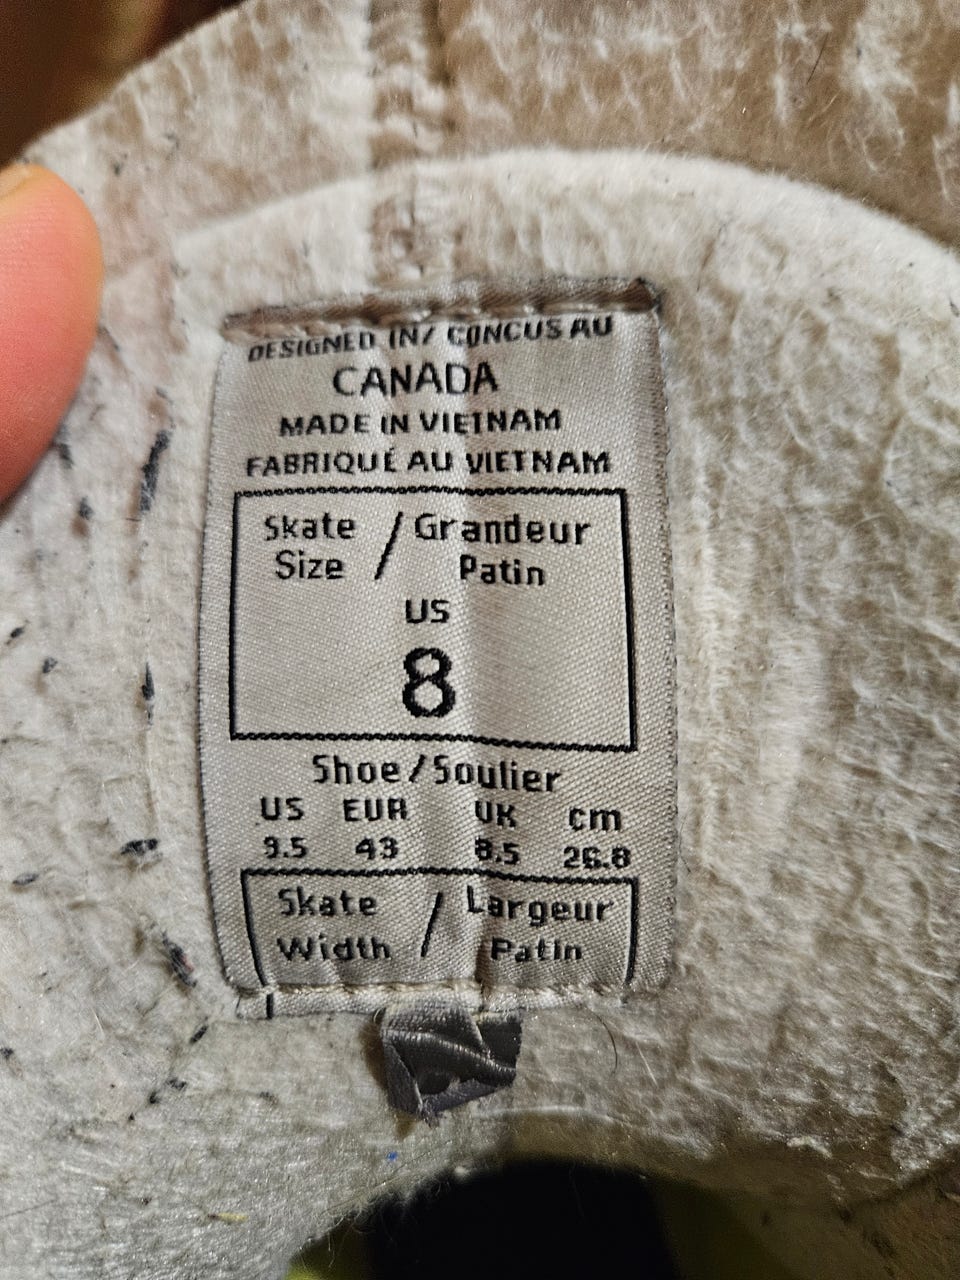 DESIGNED IN/ CONCUS AU
CANADA
MADE IN VIETNAM
FABRIQUÉ AU VIETNAM
Skate / Grandeur
Size Patin
US
8
Shoe/Soulier
US EUR UK cm
9.5 43 8.5 26.8
Skate / Largeur
Width Patin